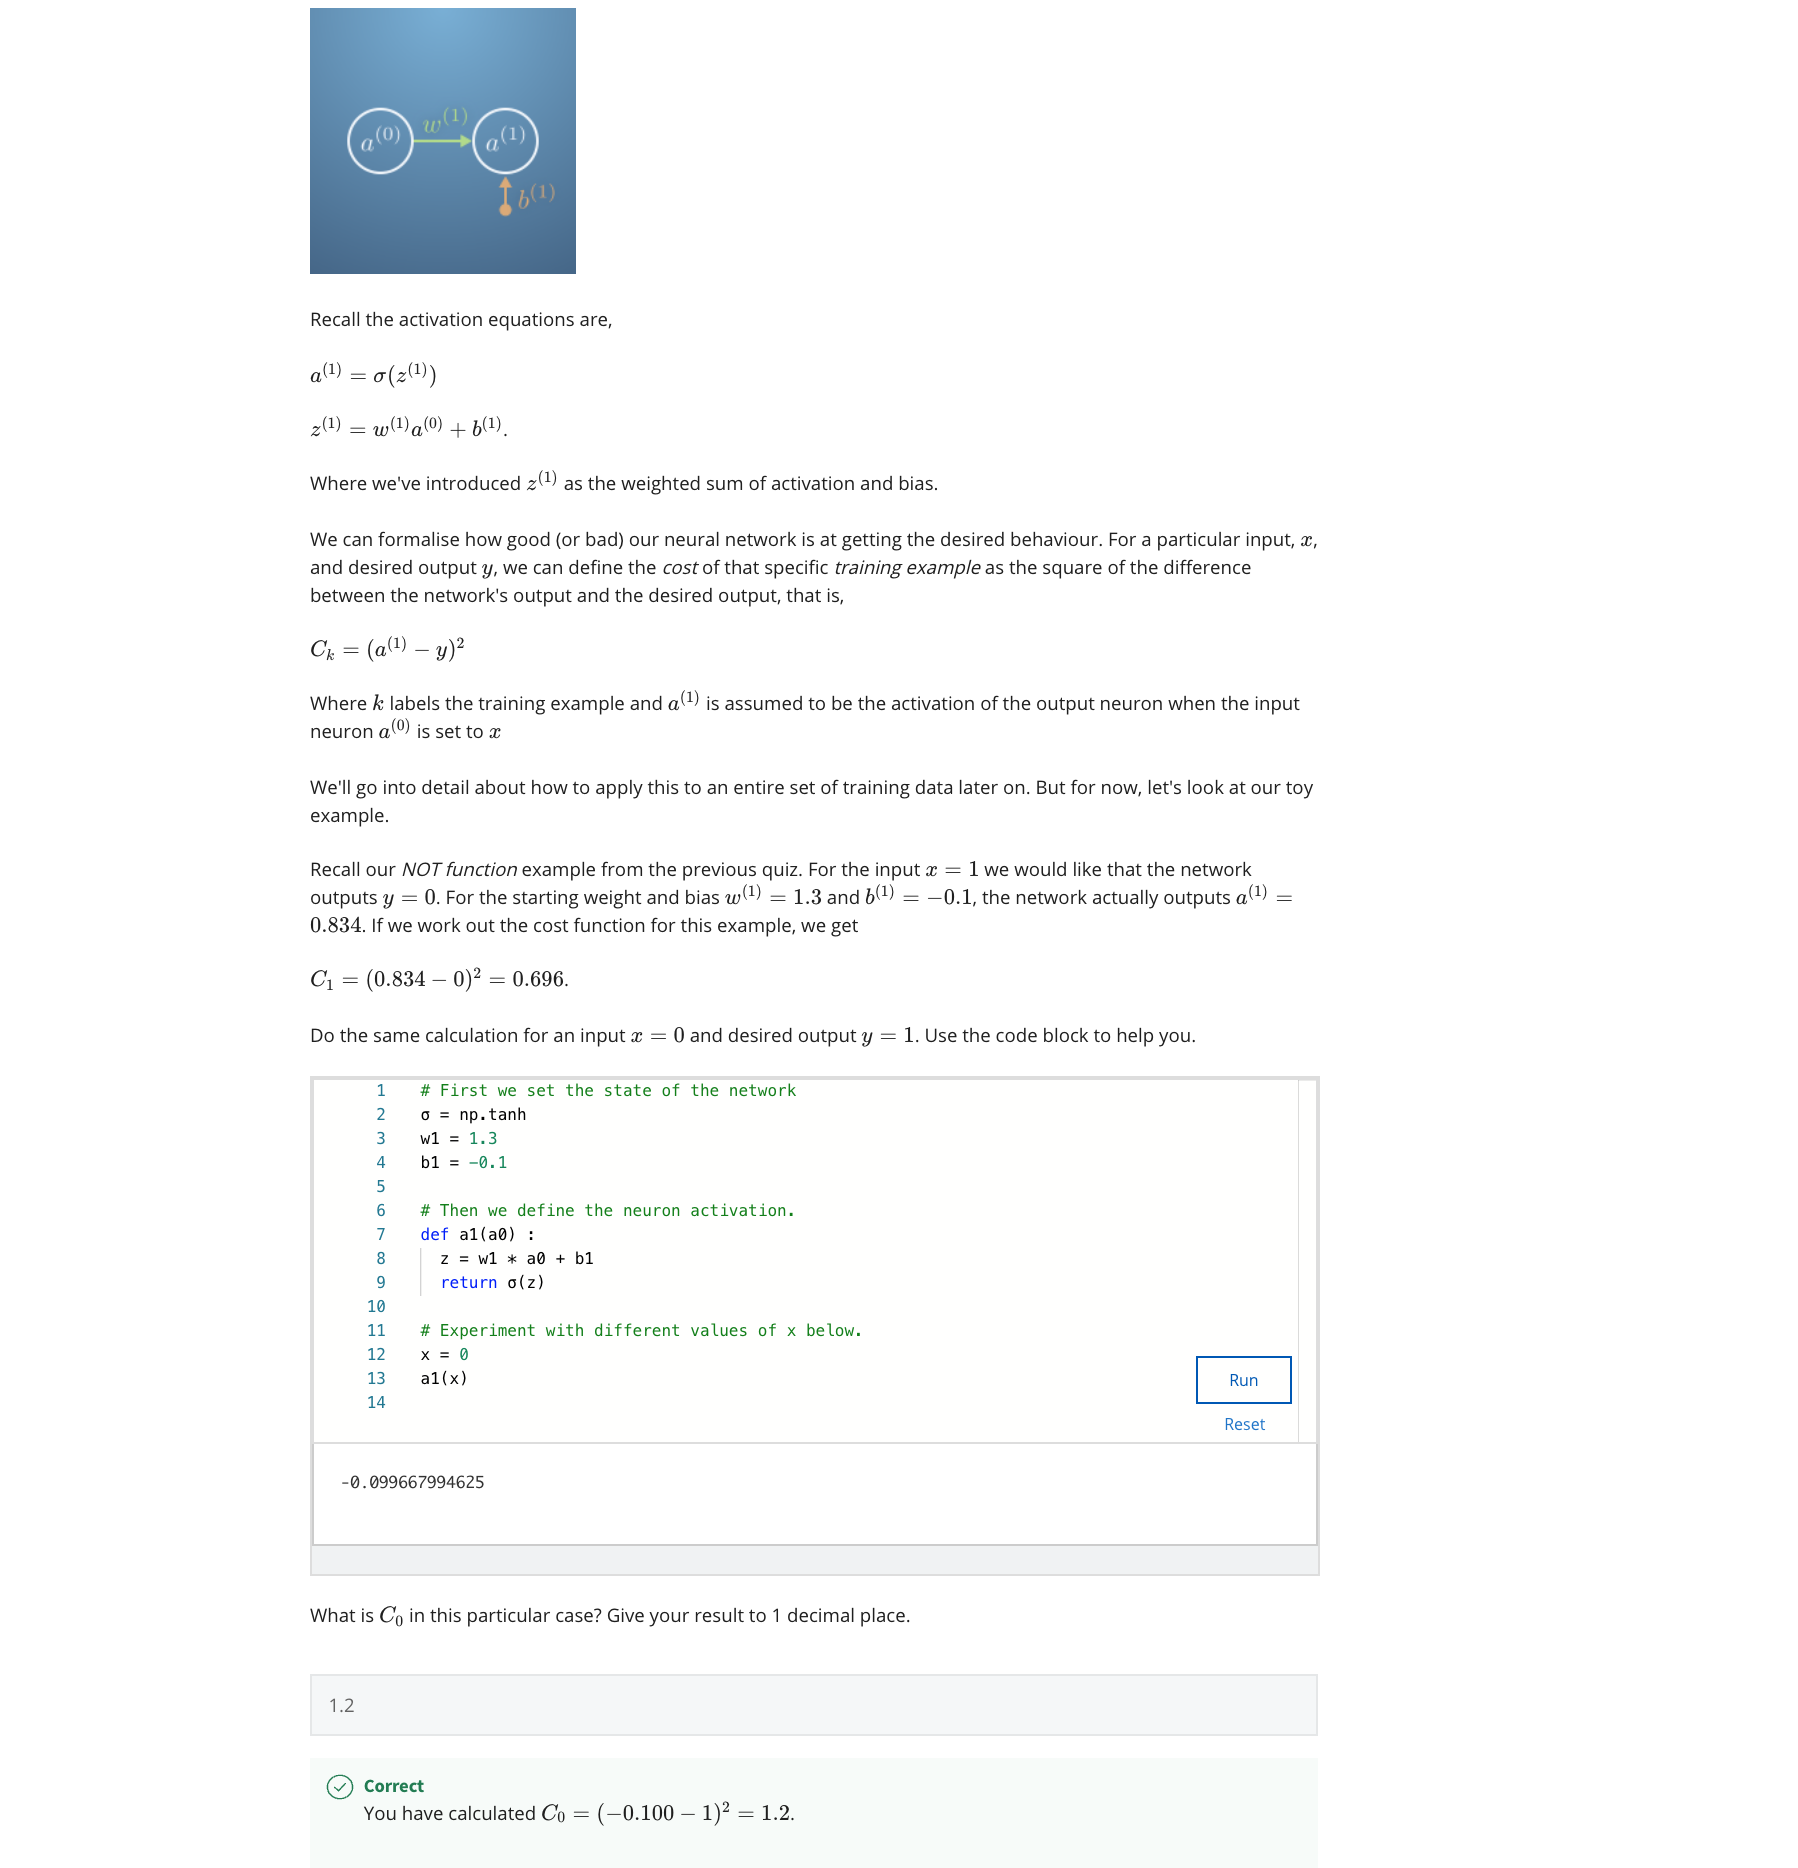 a^(0) w^(1) a^(1)
b^(1)
Recall the activation equations are,
a^(1) = σ(z^(1))
z^(1) = w^(1)a^(0) + b^(1).
Where we've introduced z^(1) as the weighted sum of activation and bias.
We can formalise how good (or bad) our neural network is at getting the desired behaviour. For a particular input, x,
and desired output y, we can define the cost of that specific training example as the square of the difference
between the network's output and the desired output, that is,
C_k = (a^(1) − y)^2
Where k labels the training example and a^(1) is assumed to be the activation of the output neuron when the input
neuron a^(0) is set to x
We'll go into detail about how to apply this to an entire set of training data later on. But for now, let's look at our toy
example.
Recall our NOT function example from the previous quiz. For the input x = 1 we would like that the network
outputs y = 0. For the starting weight and bias w^(1) = 1.3 and b^(1) = −0.1, the network actually outputs a^(1) =
0.834. If we work out the cost function for this example, we get
C_1 = (0.834 − 0)^2 = 0.696.
Do the same calculation for an input x = 0 and desired output y = 1. Use the code block to help you.
1 # First we set the state of the network
2 σ = np.tanh
3 w1 = 1.3
4 b1 = -0.1
5
6 # Then we define the neuron activation.
7 def a1(a0) :
8 z = w1 * a0 + b1
9 return σ(z)
10
11 # Experiment with different values of x below.
12 x = 0
13 a1(x)
14
Run
Reset
-0.099667994625
What is C_0 in this particular case? Give your result to 1 decimal place.
1.2
Correct
You have calculated C_0 = (−0.100 − 1)^2 = 1.2.